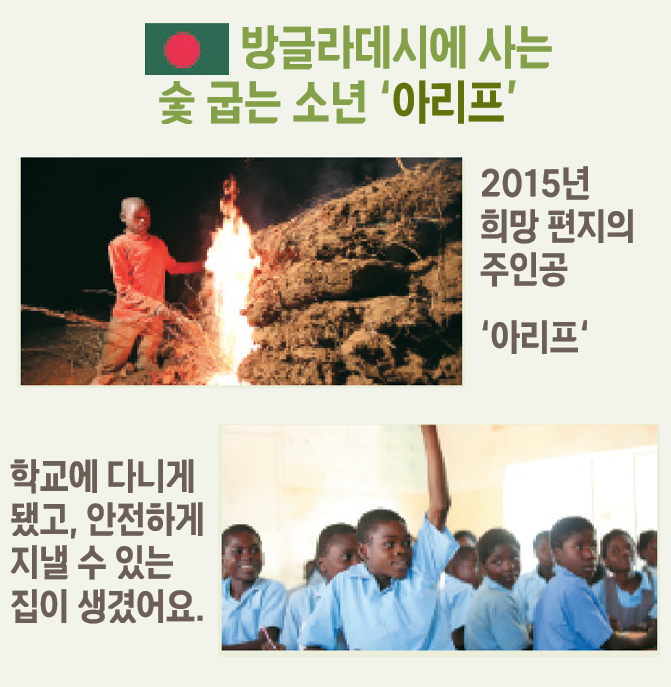 방글라데시에 사는
숯 굽는 소년 ‘아리프’
2015년
희망 편지의
주인공
‘아리프‘
학교에 다니게
됐고, 안전하게
지낼 수 있는
집이 생겼어요.